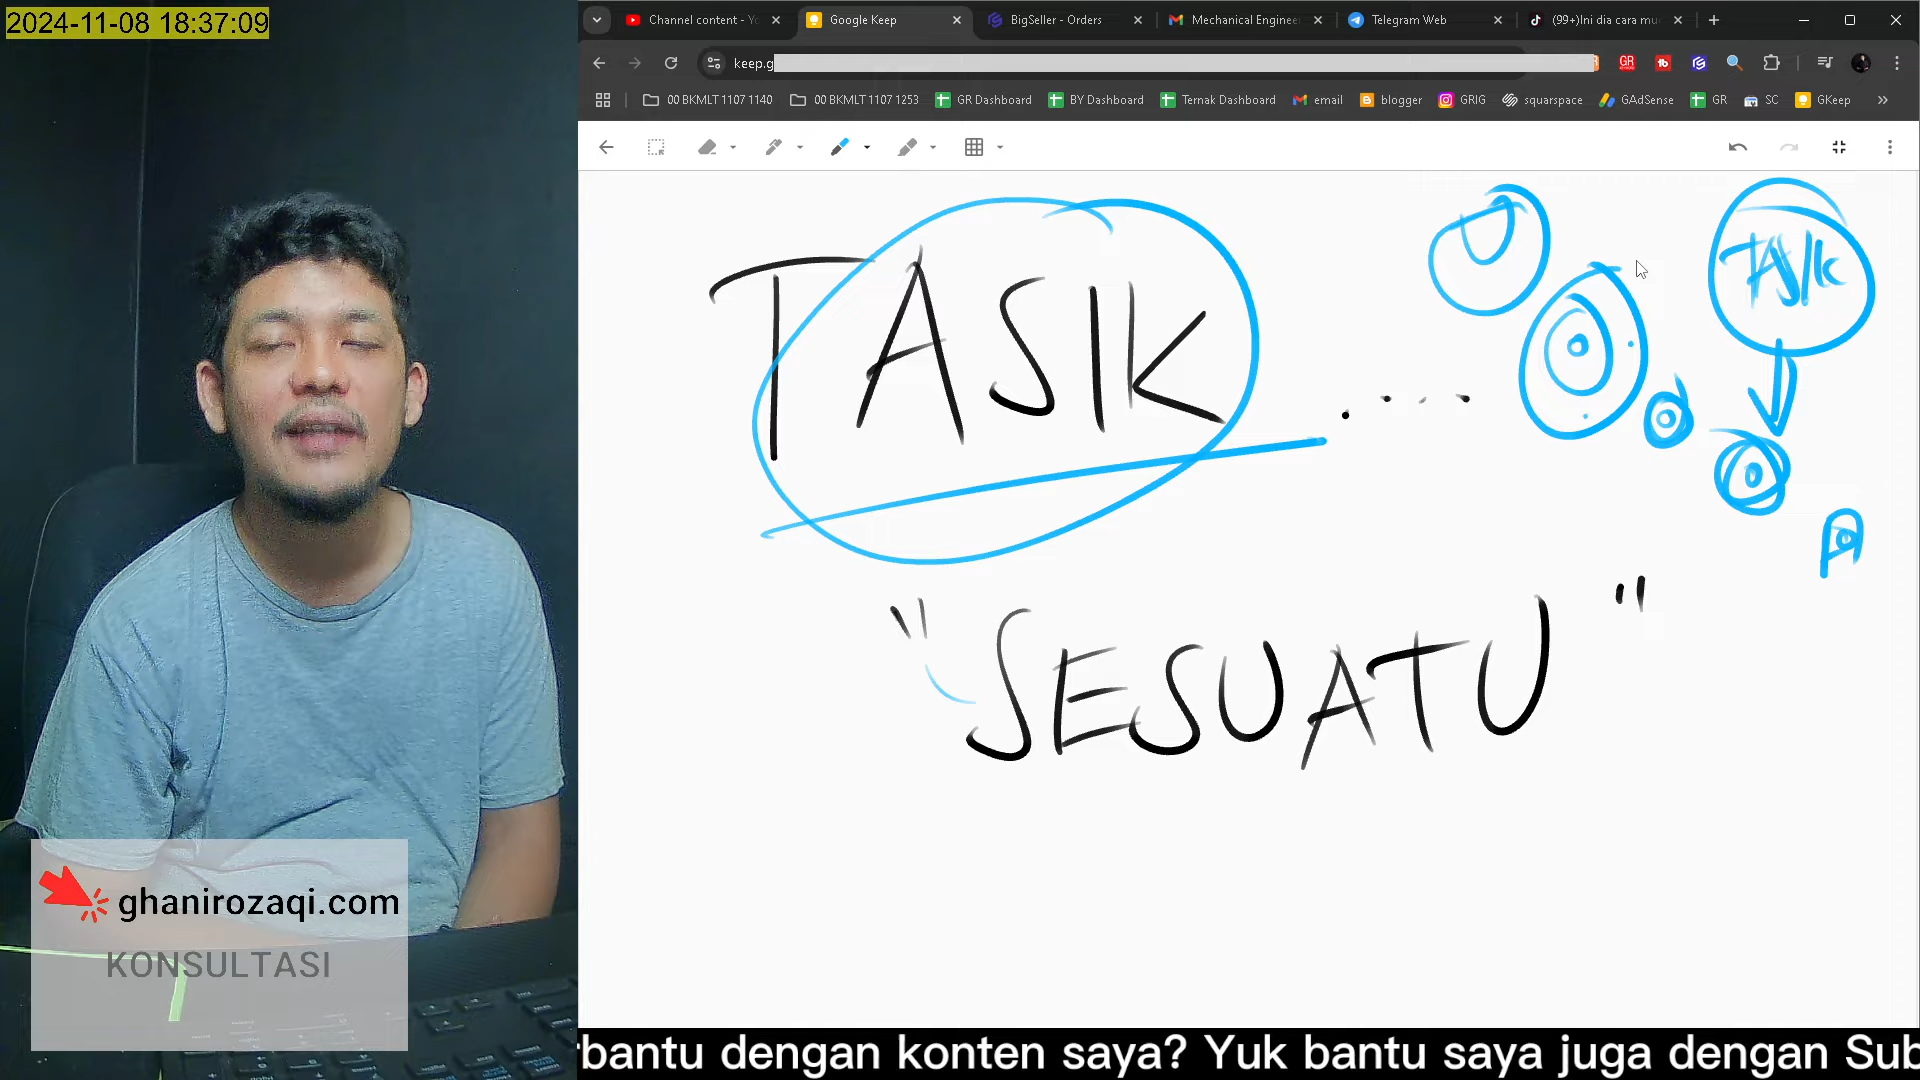 2024-11-08 18:37:09
Channel content - Yo
Google Keep
BigSeller - Orders
Mechanical Enginee
Telegram Web
(99+)Ini dia cara mu
keep.g
00 BKMLT 1107 1140
00 BKMLT 1107 1253
GR Dashboard
BY Dashboard
Ternak Dashboard
email
blogger
GRIG
squarspace
GAdSense
GR
SC
GKeep
TASK ....
TASK
" SESUATU "
ghanirozaqi.com
KONSULTASI
rbantu dengan konten saya? Yuk bantu saya juga dengan Sub